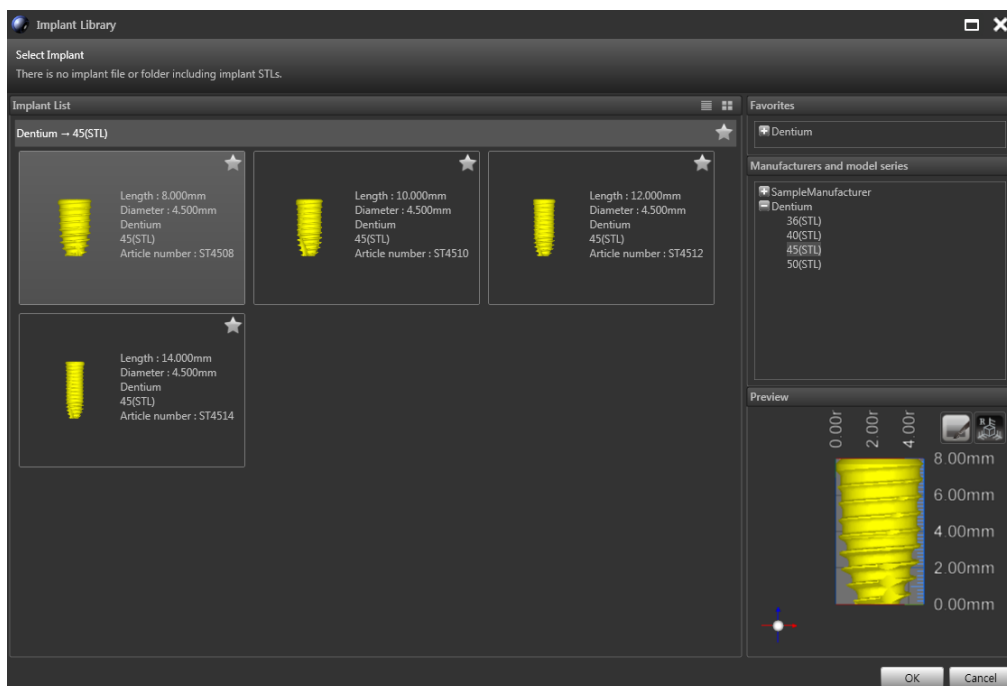 Implant Library
Select Implant
There is no implant file or folder including implant STLs.
Implant List
Dentium → 45(STL)
Length : 8.000mm
Diameter : 4.500mm
Dentium
45(STL)
Article number : ST4508
Length : 10.000mm
Diameter : 4.500mm
Dentium
45(STL)
Article number : ST4510
Length : 12.000mm
Diameter : 4.500mm
Dentium
45(STL)
Article number : ST4512
Length : 14.000mm
Diameter : 4.500mm
Dentium
45(STL)
Article number : ST4514
Favorites
Dentium
Manufacturers and model series
SampleManufacturer
Dentium
36(STL)
40(STL)
45(STL)
50(STL)
Preview
0.00r
2.00r
4.00r
8.00mm
6.00mm
4.00mm
2.00mm
0.00mm
OK
Cancel